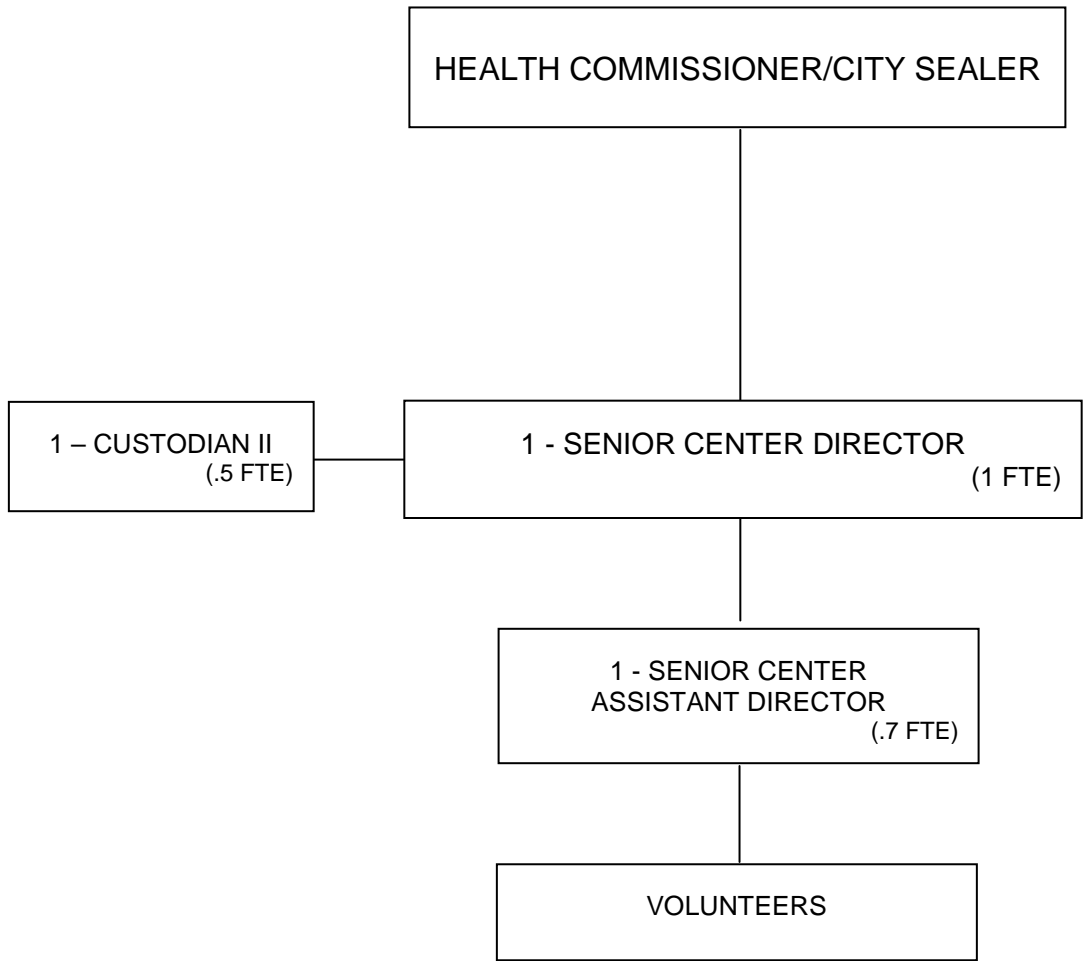 HEALTH COMMISSIONER/CITY SEALER
1 – CUSTODIAN II
(.5 FTE)
1 - SENIOR CENTER DIRECTOR
(1 FTE)
1 - SENIOR CENTER
ASSISTANT DIRECTOR
(.7 FTE)
VOLUNTEERS